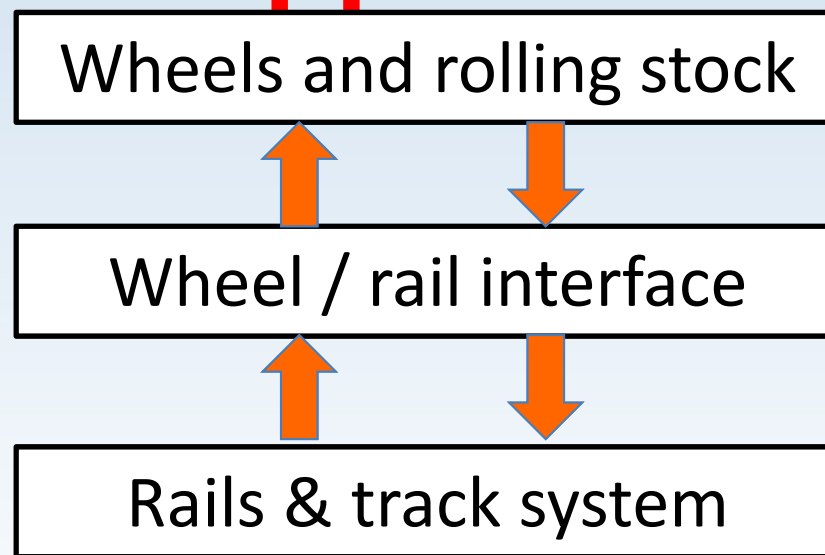 Wheels and rolling stock
Wheel / rail interface
Rails & track system